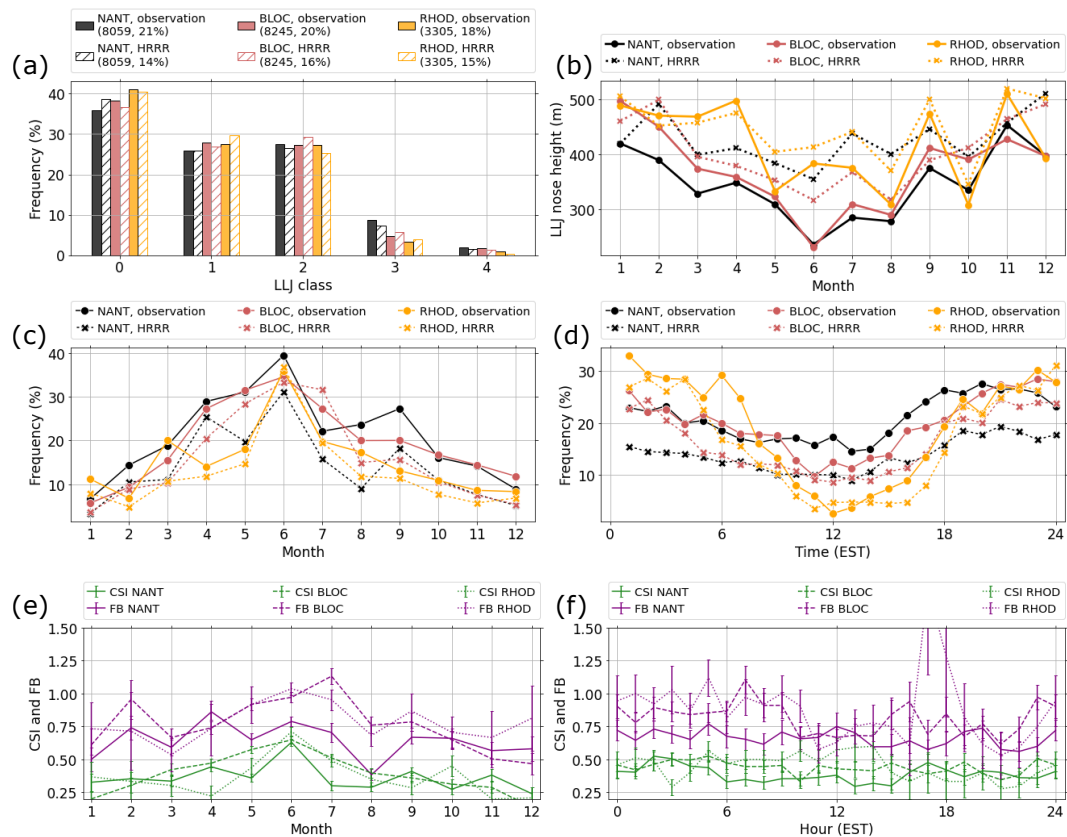 NANT, observation
(8059, 21%)
BLOC, observation
(8245, 20%)
RHOD, observation
(3305, 18%)
NANT, HRRR
(8059, 14%)
BLOC, HRRR
(8245, 16%)
RHOD, HRRR
(3305, 15%)
(a)
40
30
20
10
0
Frequency (%)
0 1 2 3 4
LLJ class
NANT, observation BLOC, observation RHOD, observation
NANT, HRRR BLOC, HRRR RHOD, HRRR
(b)
500
400
300
LLJ nose height (m)
1 2 3 4 5 6 7 8 9 10 11 12
Month
NANT, observation BLOC, observation RHOD, observation
NANT, HRRR BLOC, HRRR RHOD, HRRR
(c)
40
30
20
10
Frequency (%)
1 2 3 4 5 6 7 8 9 10 11 12
Month
NANT, observation BLOC, observation RHOD, observation
NANT, HRRR BLOC, HRRR RHOD, HRRR
(d)
40
30
20
10
Frequency (%)
0 6 12 18 24
Time (EST)
CSI NANT CSI BLOC CSI RHOD
FB NANT FB BLOC FB RHOD
(e)
1.50
1.25
1.00
0.75
0.50
0.25
CSI and FB
1 2 3 4 5 6 7 8 9 10 11 12
Month
CSI NANT CSI BLOC CSI RHOD
FB NANT FB BLOC FB RHOD
(f)
1.50
1.25
1.00
0.75
0.50
0.25
CSI and FB
0 6 12 18 24
Hour (EST)